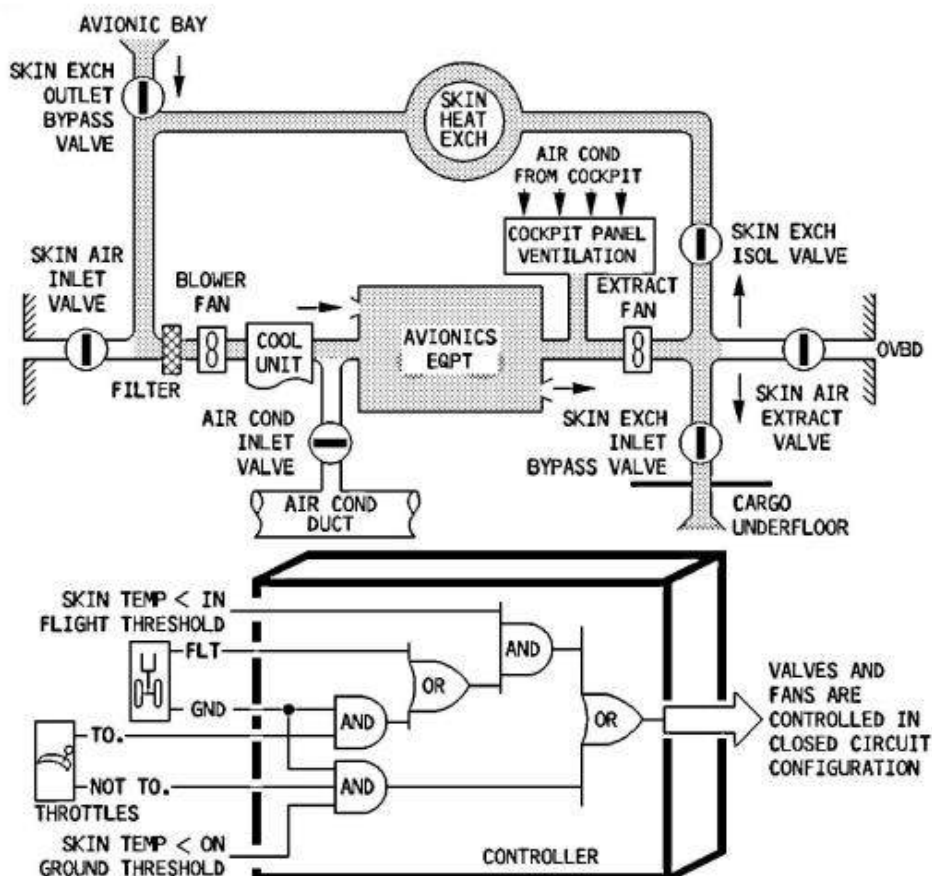 AVIONIC BAY
SKIN EXCH
OUTLET
BYPASS
VALVE
SKIN
HEAT
EXCH
AIR COND
FROM COCKPIT
COCKPIT PANEL
VENTILATION
SKIN EXCH
ISOL VALVE
SKIN AIR
INLET
VALVE
BLOWER
FAN
EXTRACT
FAN
COOL
UNIT
AVIONICS
EQPT
OVBD
FILTER
AIR COND
INLET
VALVE
SKIN EXCH
INLET
BYPASS VALVE
SKIN AIR
EXTRACT
VALVE
AIR COND
DUCT
CARGO
UNDERFLOOR
SKIN TEMP < IN
FLIGHT THRESHOLD
FLT
GND
TO.
NOT TO.
THROTTLES
SKIN TEMP < ON
GROUND THRESHOLD
AND
OR
AND
AND
OR
CONTROLLER
VALVES AND
FANS ARE
CONTROLLED IN
CLOSED CIRCUIT
CONFIGURATION